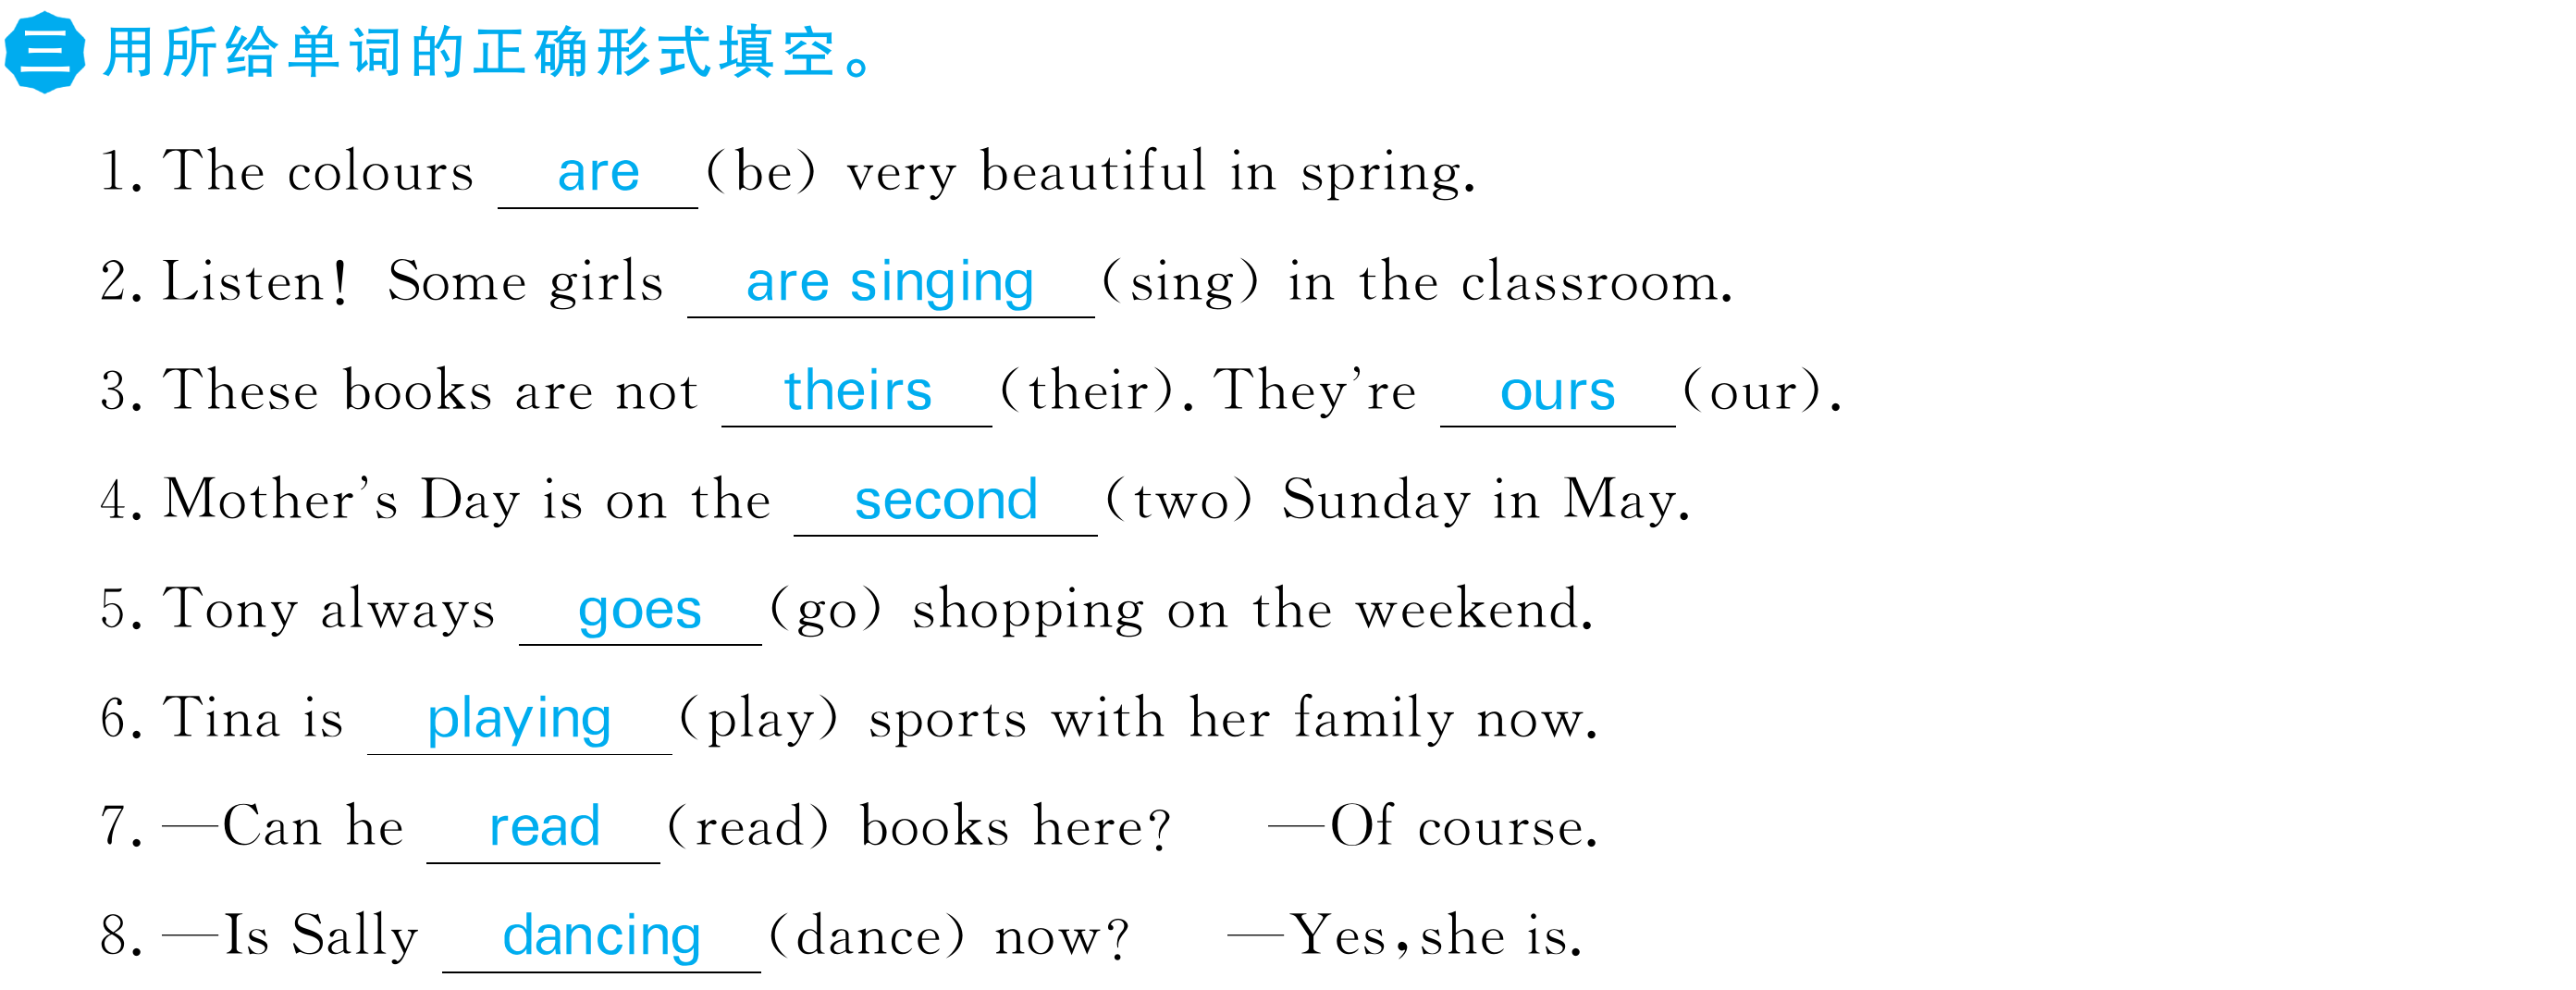 三 用所给单词的正确形式填空。
1. The colours are (be) very beautiful in spring.
2. Listen! Some girls are singing (sing) in the classroom.
3. These books are not theirs (their). They're ours (our).
4. Mother's Day is on the second (two) Sunday in May.
5. Tony always goes (go) shopping on the weekend.
6. Tina is playing (play) sports with her family now.
7. —Can he read (read) books here? —Of course.
8. —Is Sally dancing (dance) now? —Yes,she is.